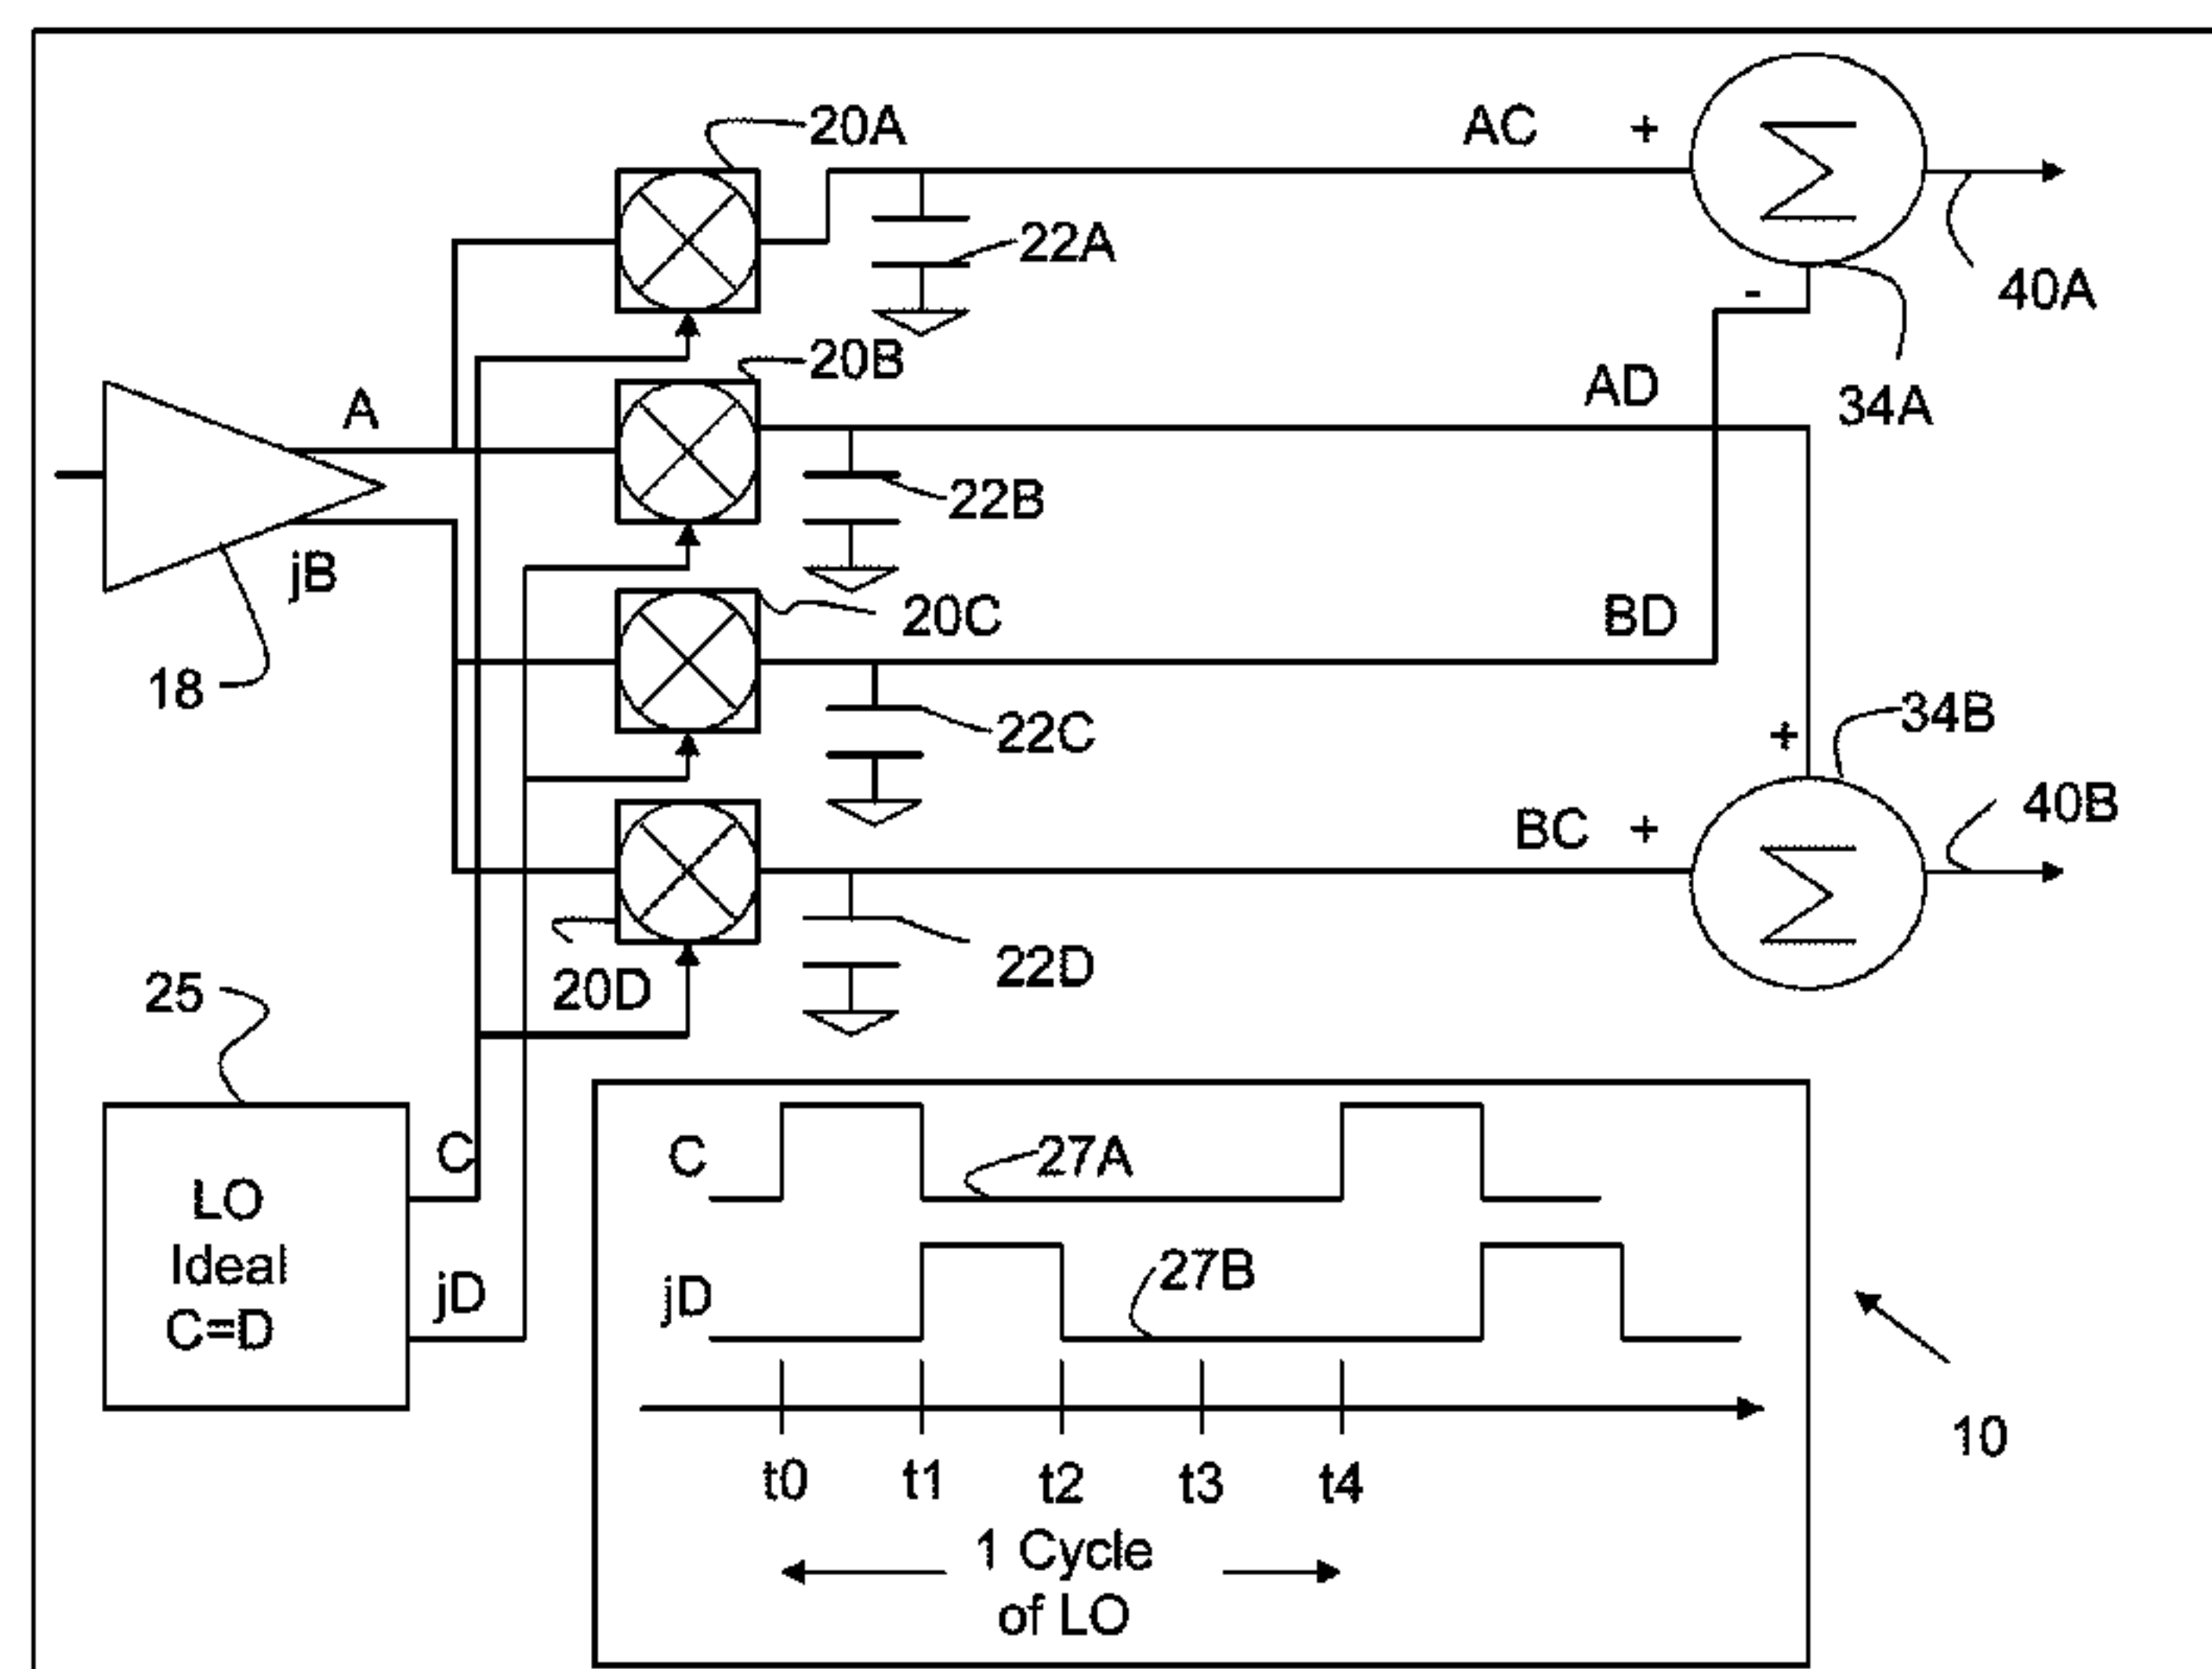 20A
AC +
22A
40A
-
20B
A
AD
34A
22B
jB
20C
BD
18
22C
+
34B
BC +
40B
20D
22D
25
LO
Ideal
C=D
C
jD
C
27A
jD
27B
t0 t1 t2 t3 t4
1 Cycle
of LO
10